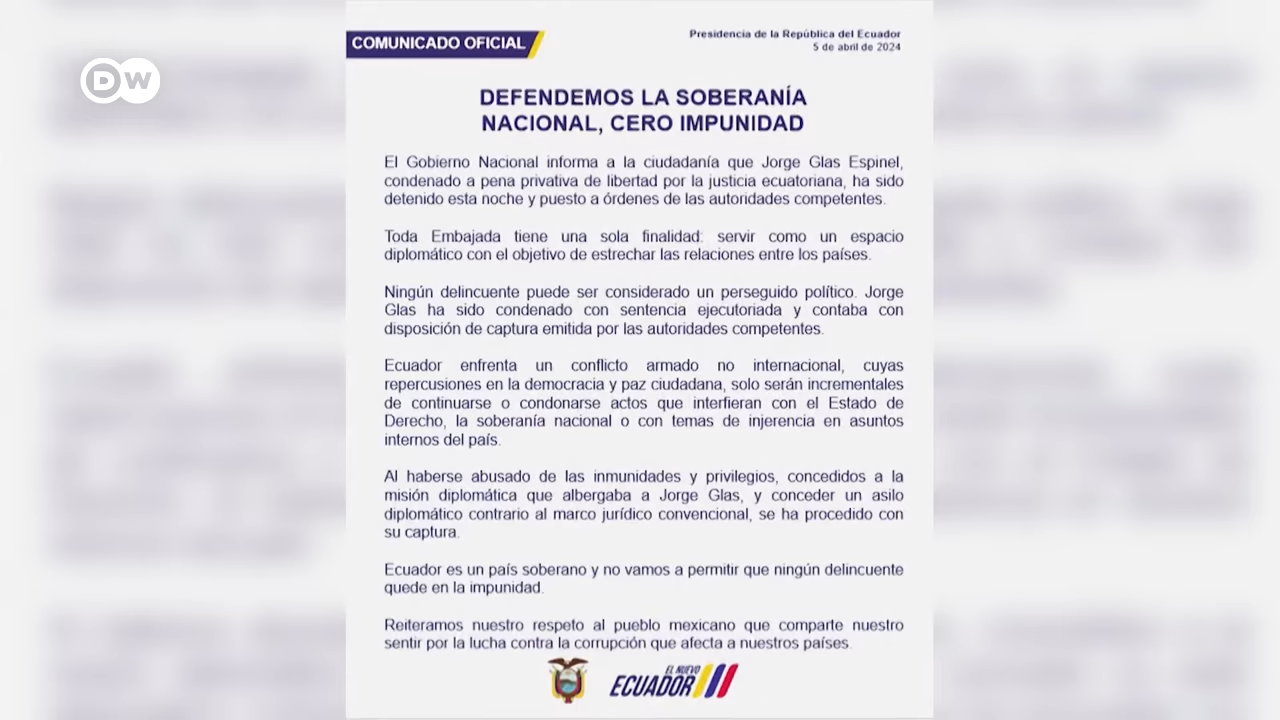 DW
COMUNICADO OFICIAL
Presidencia de la República del Ecuador
5 de abril de 2024
DEFENDEMOS LA SOBERANÍA
NACIONAL, CERO IMPUNIDAD
El Gobierno Nacional informa a la ciudadanía que Jorge Glas Espinel,
condenado a pena privativa de libertad por la justicia ecuatoriana, ha sido
detenido esta noche y puesto a órdenes de las autoridades competentes.
Toda Embajada tiene una sola finalidad: servir como un espacio
diplomático con el objetivo de estrechar las relaciones entre los países.
Ningún delincuente puede ser considerado un perseguido político. Jorge
Glas ha sido condenado con sentencia ejecutoriada y contaba con
disposición de captura emitida por las autoridades competentes.
Ecuador enfrenta un conflicto armado no internacional, cuyas
repercusiones en la democracia y paz ciudadana, solo serán incrementales
de continuarse o condonarse actos que interfieran con el Estado de
Derecho, la soberanía nacional o con temas de injerencia en asuntos
internos del país.
Al haberse abusado de las inmunidades y privilegios, concedidos a la
misión diplomática que albergaba a Jorge Glas, y conceder un asilo
diplomático contrario al marco jurídico convencional, se ha procedido con
su captura.
Ecuador es un país soberano y no vamos a permitir que ningún delincuente
quede en la impunidad.
Reiteramos nuestro respeto al pueblo mexicano que comparte nuestro
sentir por la lucha contra la corrupción que afecta a nuestros países.
EL NUEVO
ECUADOR